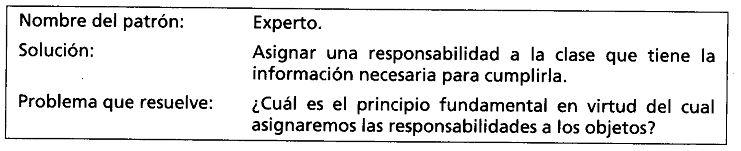 Nombre del patrón: Experto.
Solución: Asignar una responsabilidad a la clase que tiene la
información necesaria para cumplirla.
Problema que resuelve: ¿Cuál es el principio fundamental en virtud del cual
asignaremos las responsabilidades a los objetos?